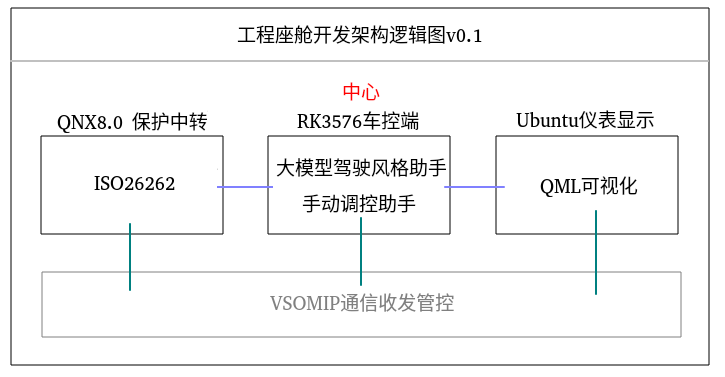 工程座舱开发架构逻辑图v0.1
中心
QNX8.0 保护中转
RK3576车控端
Ubuntu仪表显示
ISO26262
大模型驾驶风格助手
手动调控助手
QML可视化
VSOMIP通信收发管控